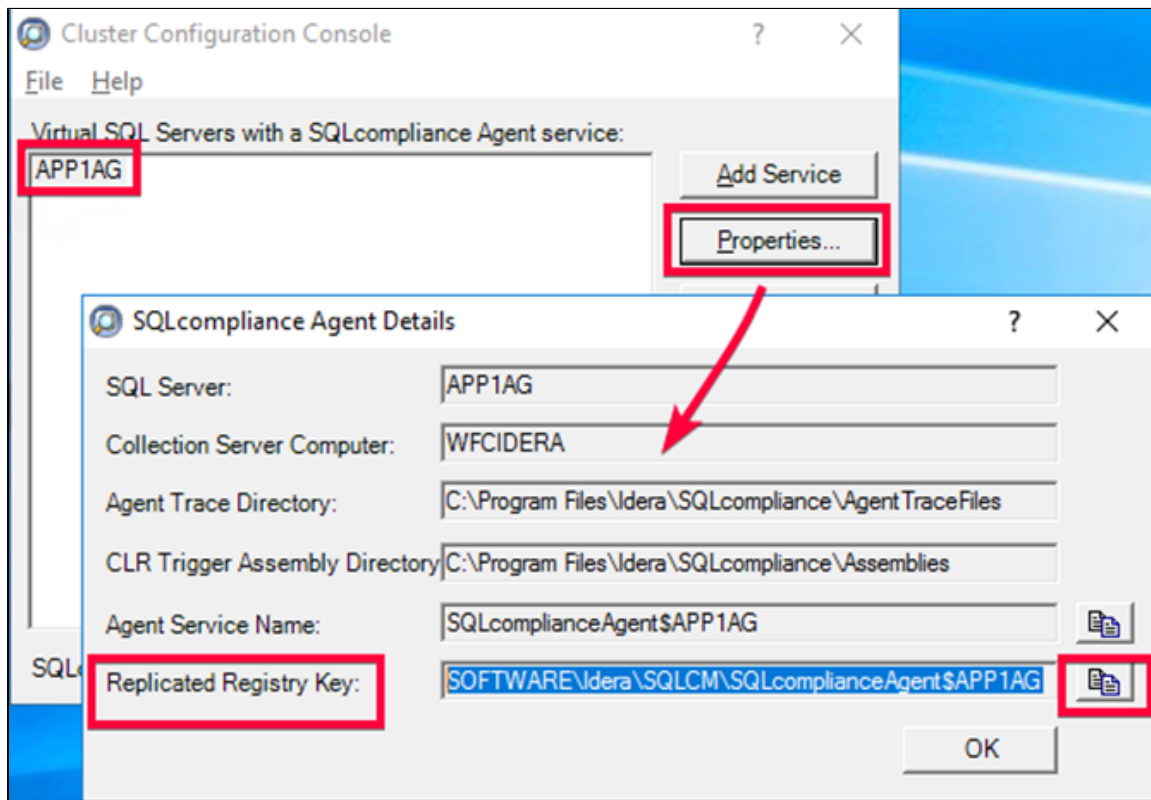 Cluster Configuration Console
?
File Help
Virtual SQL Servers with a SQLcompliance Agent service:
APP1AG
Add Service
Properties...
SQLcompliance Agent Details
?
SQL Server:
APP1AG
Collection Server Computer:
WFCIDERA
Agent Trace Directory:
C:\Program Files\Idera\SQLcompliance\AgentTraceFiles
CLR Trigger Assembly Directory
C:\Program Files\Idera\SQLcompliance\Assemblies
Agent Service Name:
SQLcomplianceAgent$APP1AG
Replicated Registry Key:
SOFTWARE\Idera\SQLCM\SQLcomplianceAgent$APP1AG
OK